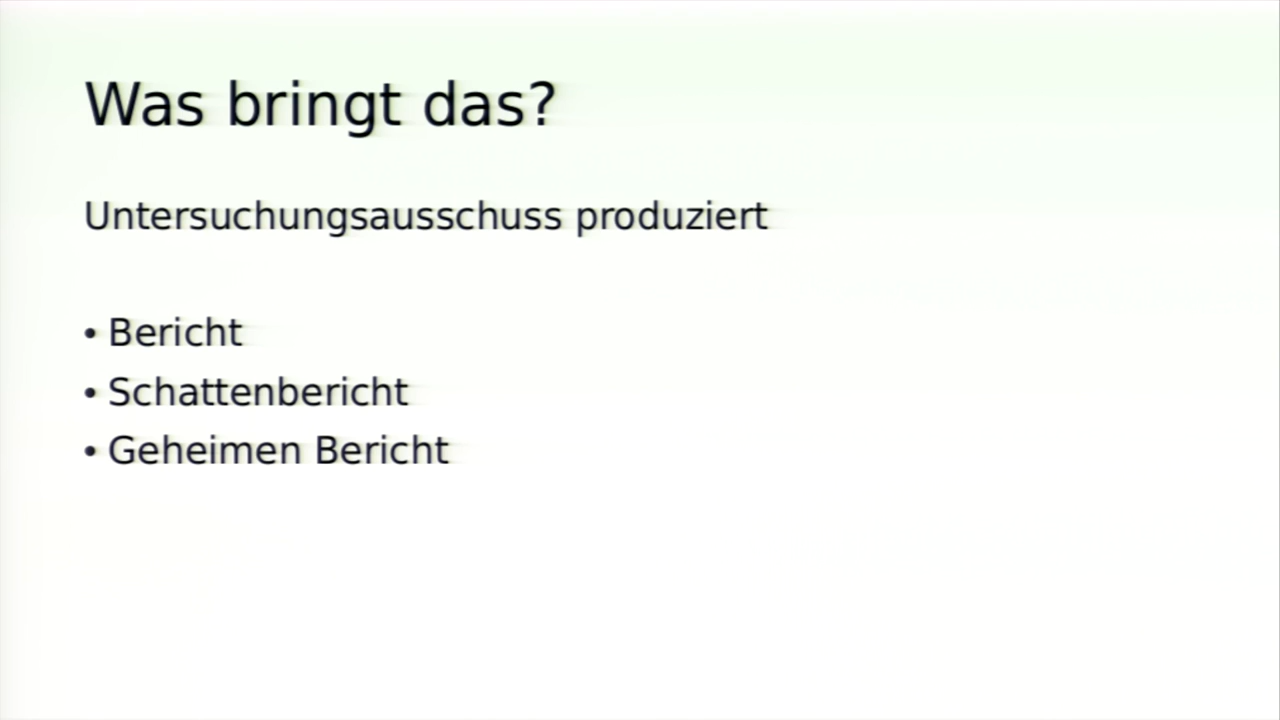 Was bringt das?
Untersuchungsausschuss produziert
• Bericht
• Schattenbericht
• Geheimen Bericht